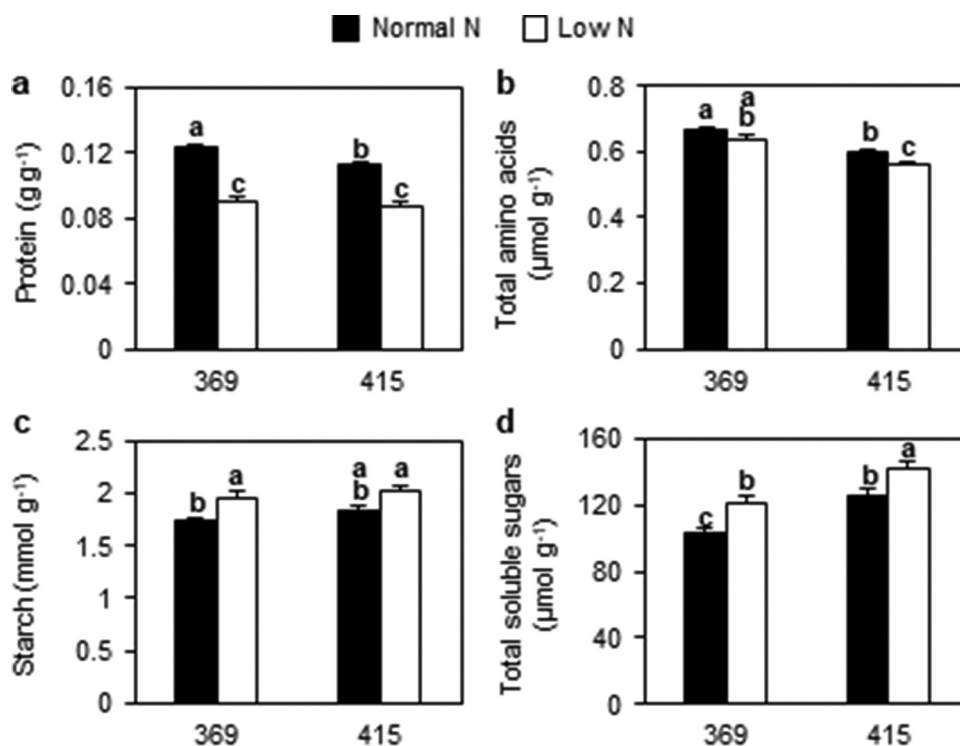 Normal N Low N
a
Protein (g g⁻¹)
0.16
0.12
0.08
0.04
0
a
c
b
c
369 415
b
Total amino acids
(µmol g⁻¹)
0.8
0.6
0.4
0.2
0
a
a
b
b
c
369 415
c
Starch (mmol g⁻¹)
2.5
2
1.5
1
0.5
0
b
a
a
b
a
369 415
d
Total soluble sugars
(µmol g⁻¹)
160
120
80
40
0
c
b
b
a
369 415